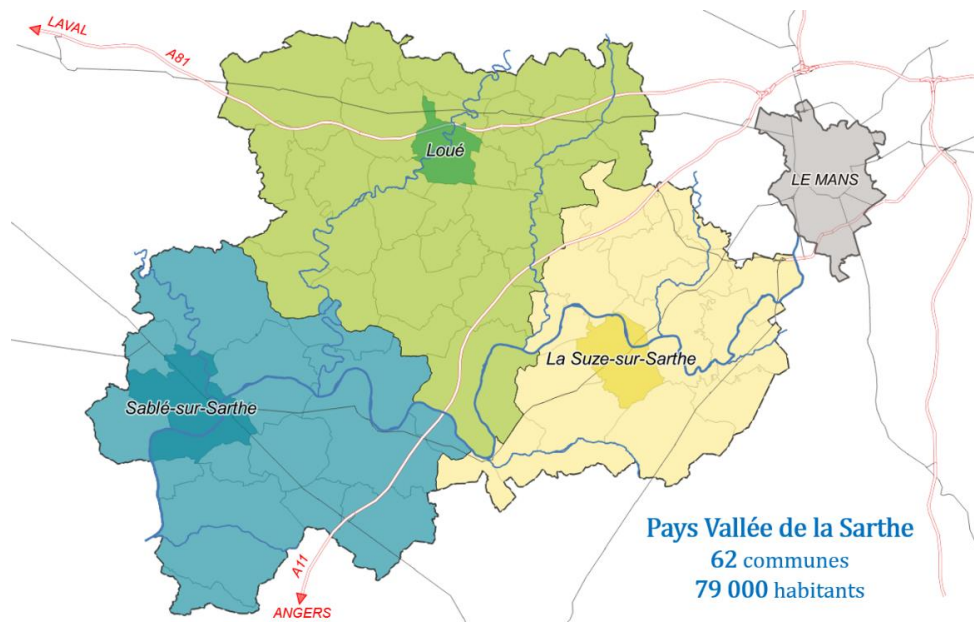 LAVAL
A81
Loué
LE MANS
La Suze-sur-Sarthe
Sablé-sur-Sarthe
A11
ANGERS
Pays Vallée de la Sarthe
62 communes
79 000 habitants